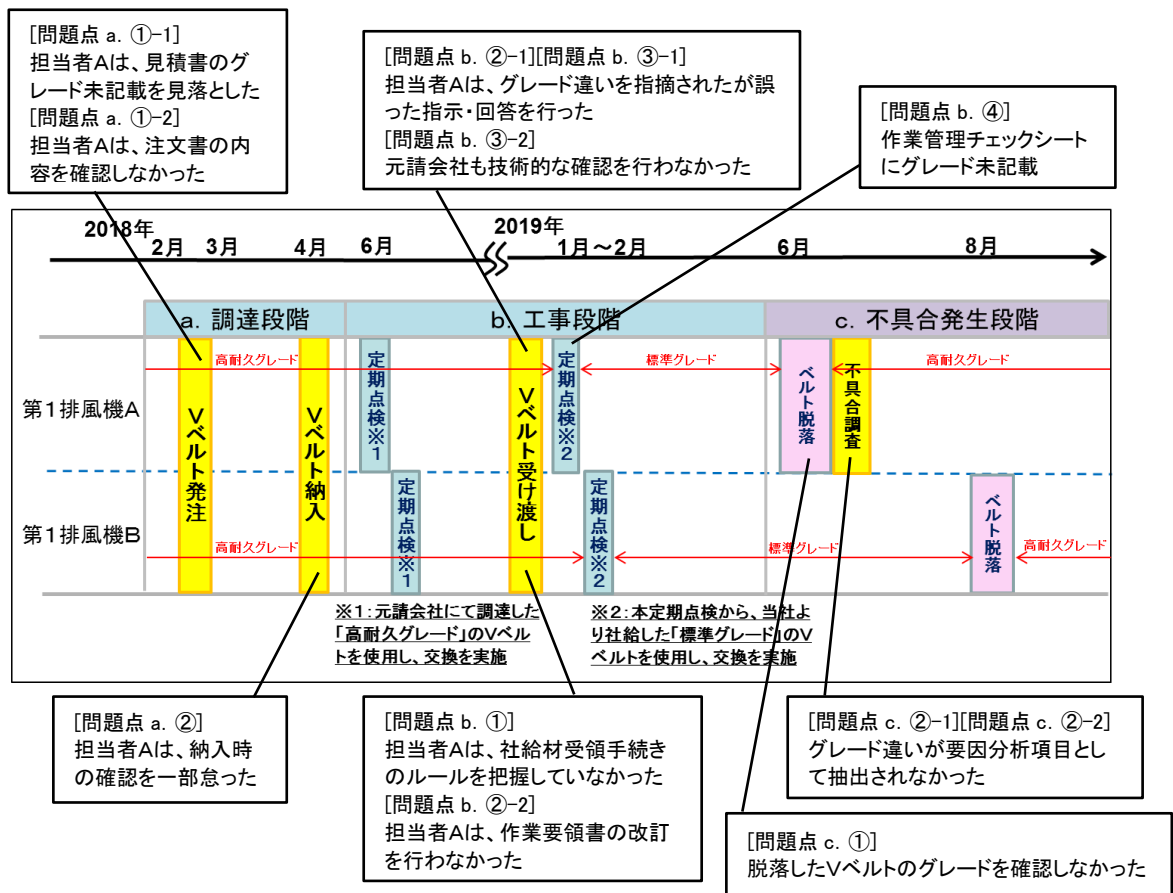 [問題点 a. ①-1]
担当者Aは、見積書のグ
レード未記載を見落とした
[問題点 a. ①-2]
担当者Aは、注文書の内
容を確認しなかった
[問題点 b. ②-1][問題点 b. ③-1]
担当者Aは、グレード違いを指摘されたが誤
った指示・回答を行った
[問題点 b. ③-2]
元請会社も技術的な確認を行わなかった
[問題点 b. ④]
作業管理チェックシート
にグレード未記載
2018年
2019年
2月 3月 4月 6月 1月~2月 6月 8月
a. 調達段階
b. 工事段階
c. 不具合発生段階
第1排風機A
高耐久グレード
標準グレード
高耐久グレード
Vベルト発注
Vベルト納入
定期点検※1
Vベルト受け渡し
定期点検※2
ベルト脱落
不具合調査
第1排風機B
高耐久グレード
標準グレード
高耐久グレード
定期点検※1
定期点検※2
ベルト脱落
※1:元請会社にて調達した
「高耐久グレード」のVベル
トを使用し、交換を実施
※2:本定期点検から、当社よ
り社給した「標準グレード」のV
ベルトを使用し、交換を実施
[問題点 a. ②]
担当者Aは、納入時
の確認を一部怠った
[問題点 b. ①]
担当者Aは、社給材受領手続き
のルールを把握していなかった
[問題点 b. ②-2]
担当者Aは、作業要領書の改訂
を行わなかった
[問題点 c. ②-1][問題点 c. ②-2]
グレード違いが要因分析項目とし
て抽出されなかった
[問題点 c. ①]
脱落したVベルトのグレードを確認しなかった